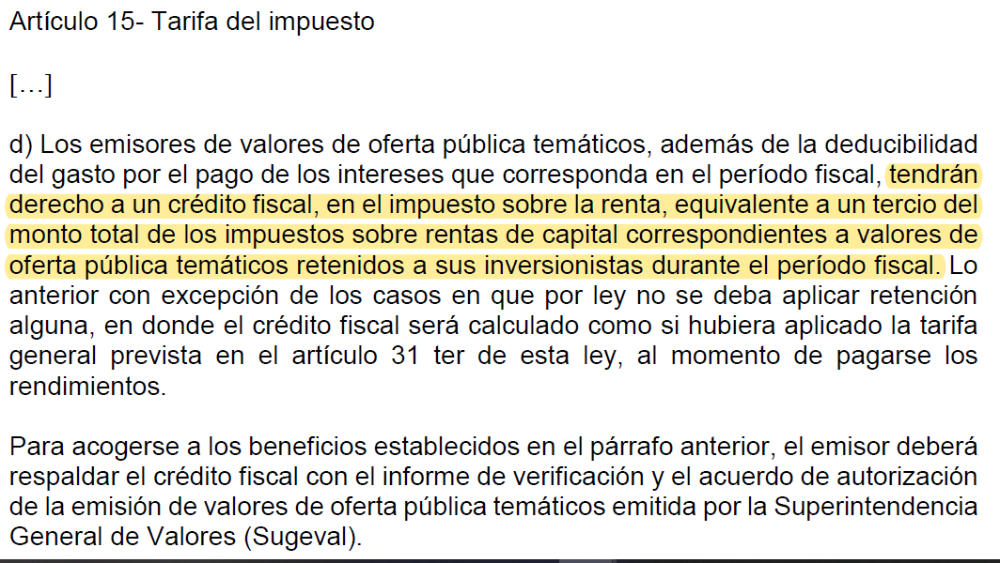 Artículo 15- Tarifa del impuesto
[...]
d) Los emisores de valores de oferta pública temáticos, además de la deducibilidad
del gasto por el pago de los intereses que corresponda en el período fiscal, tendrán
derecho a un crédito fiscal, en el impuesto sobre la renta, equivalente a un tercio del
monto total de los impuestos sobre rentas de capital correspondientes a valores de
oferta pública temáticos retenidos a sus inversionistas durante el período fiscal. Lo
anterior con excepción de los casos en que por ley no se deba aplicar retención
alguna, en donde el crédito fiscal será calculado como si hubiera aplicado la tarifa
general prevista en el artículo 31 ter de esta ley, al momento de pagarse los
rendimientos.
Para acogerse a los beneficios establecidos en el párrafo anterior, el emisor deberá
respaldar el crédito fiscal con el informe de verificación y el acuerdo de autorización
de la emisión de valores de oferta pública temáticos emitida por la Superintendencia
General de Valores (Sugeval).